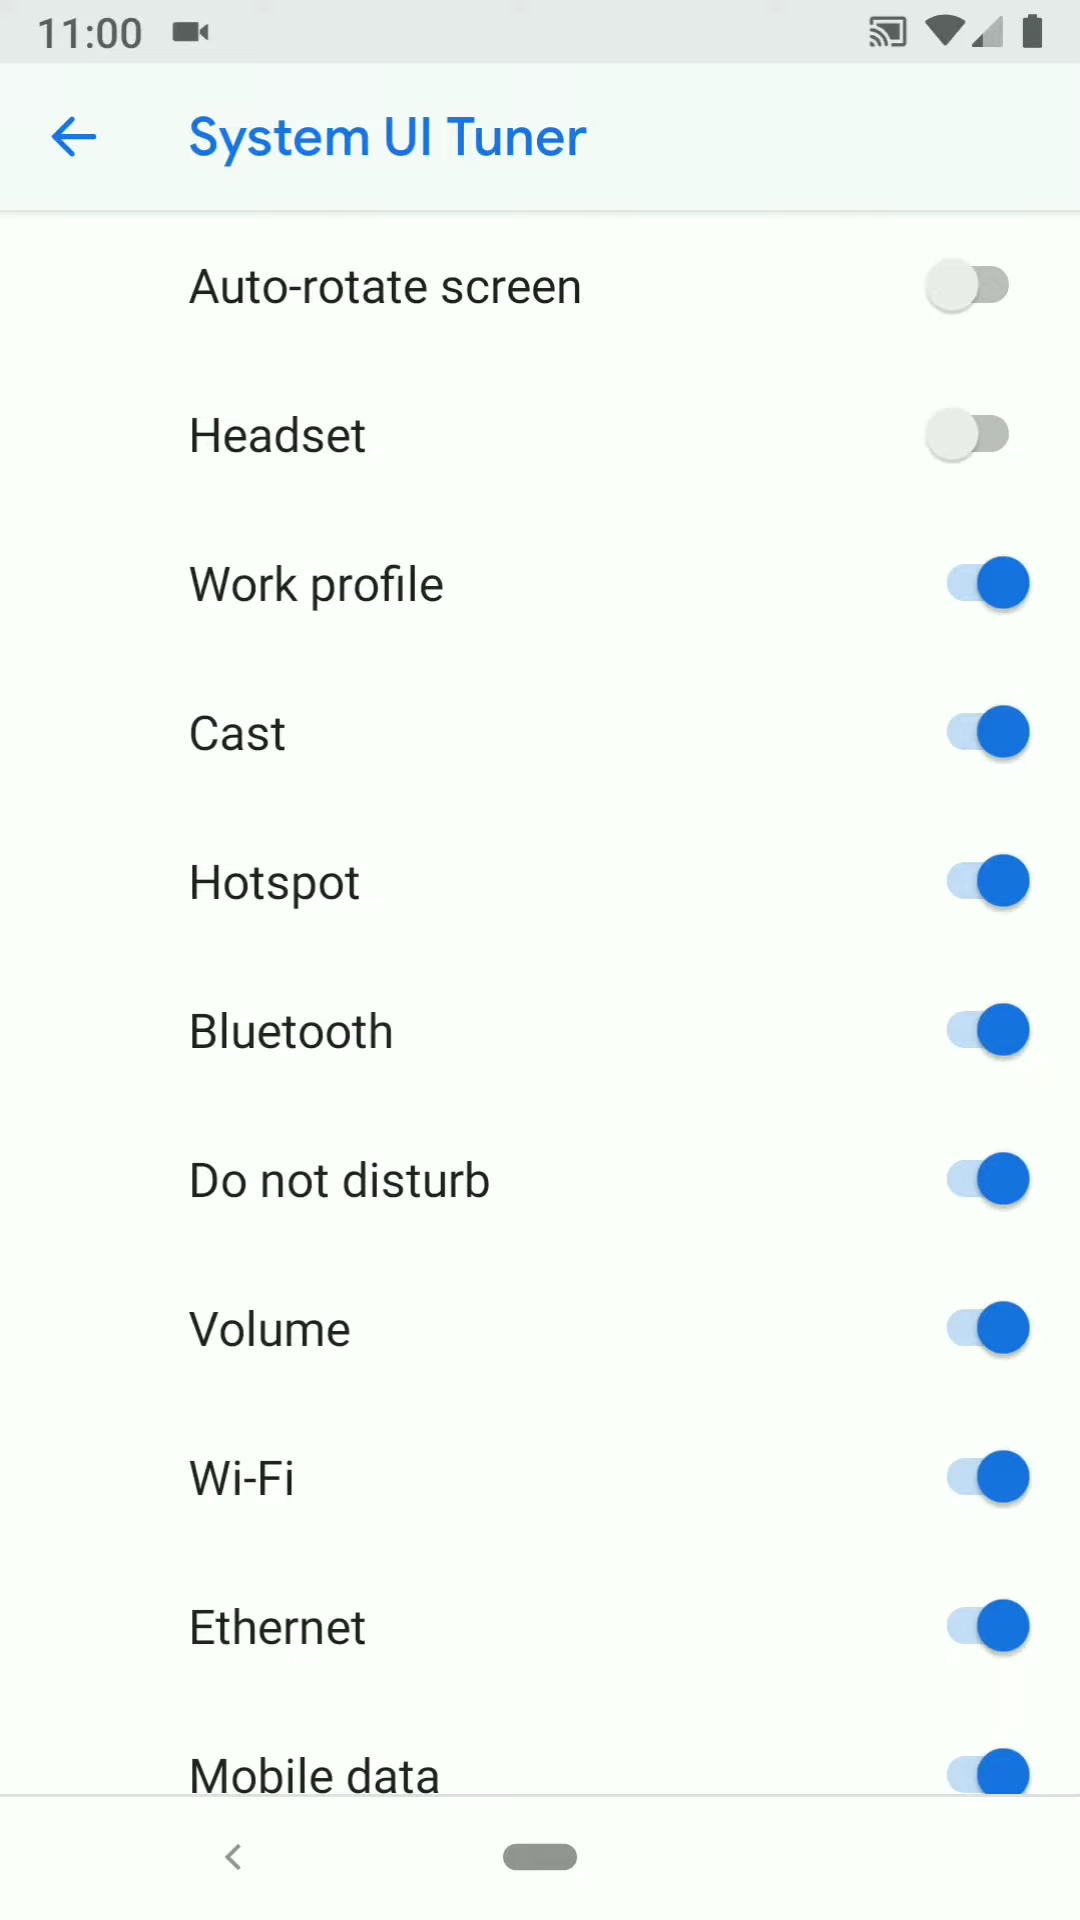 11:00
System UI Tuner
Auto-rotate screen
Headset
Work profile
Cast
Hotspot
Bluetooth
Do not disturb
Volume
Wi-Fi
Ethernet
Mobile data